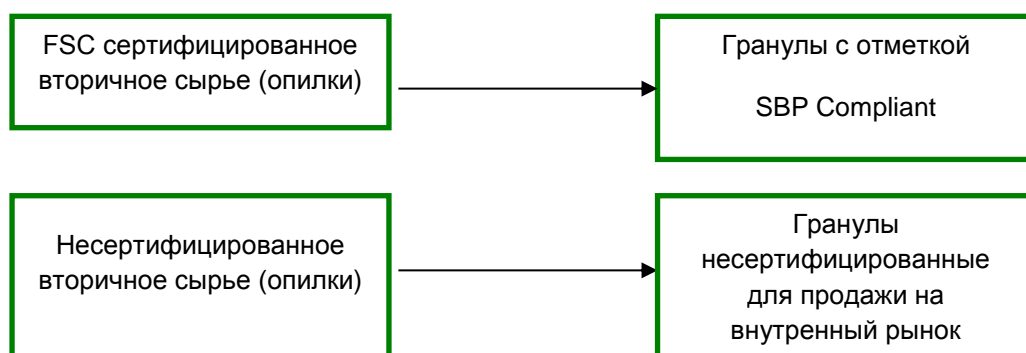 FSC сертифицированное
вторичное сырье (опилки)
Гранулы с отметкой
SBP Compliant
Несертифицированное
вторичное сырье (опилки)
Гранулы
несертифицированные
для продажи на
внутренный рынок